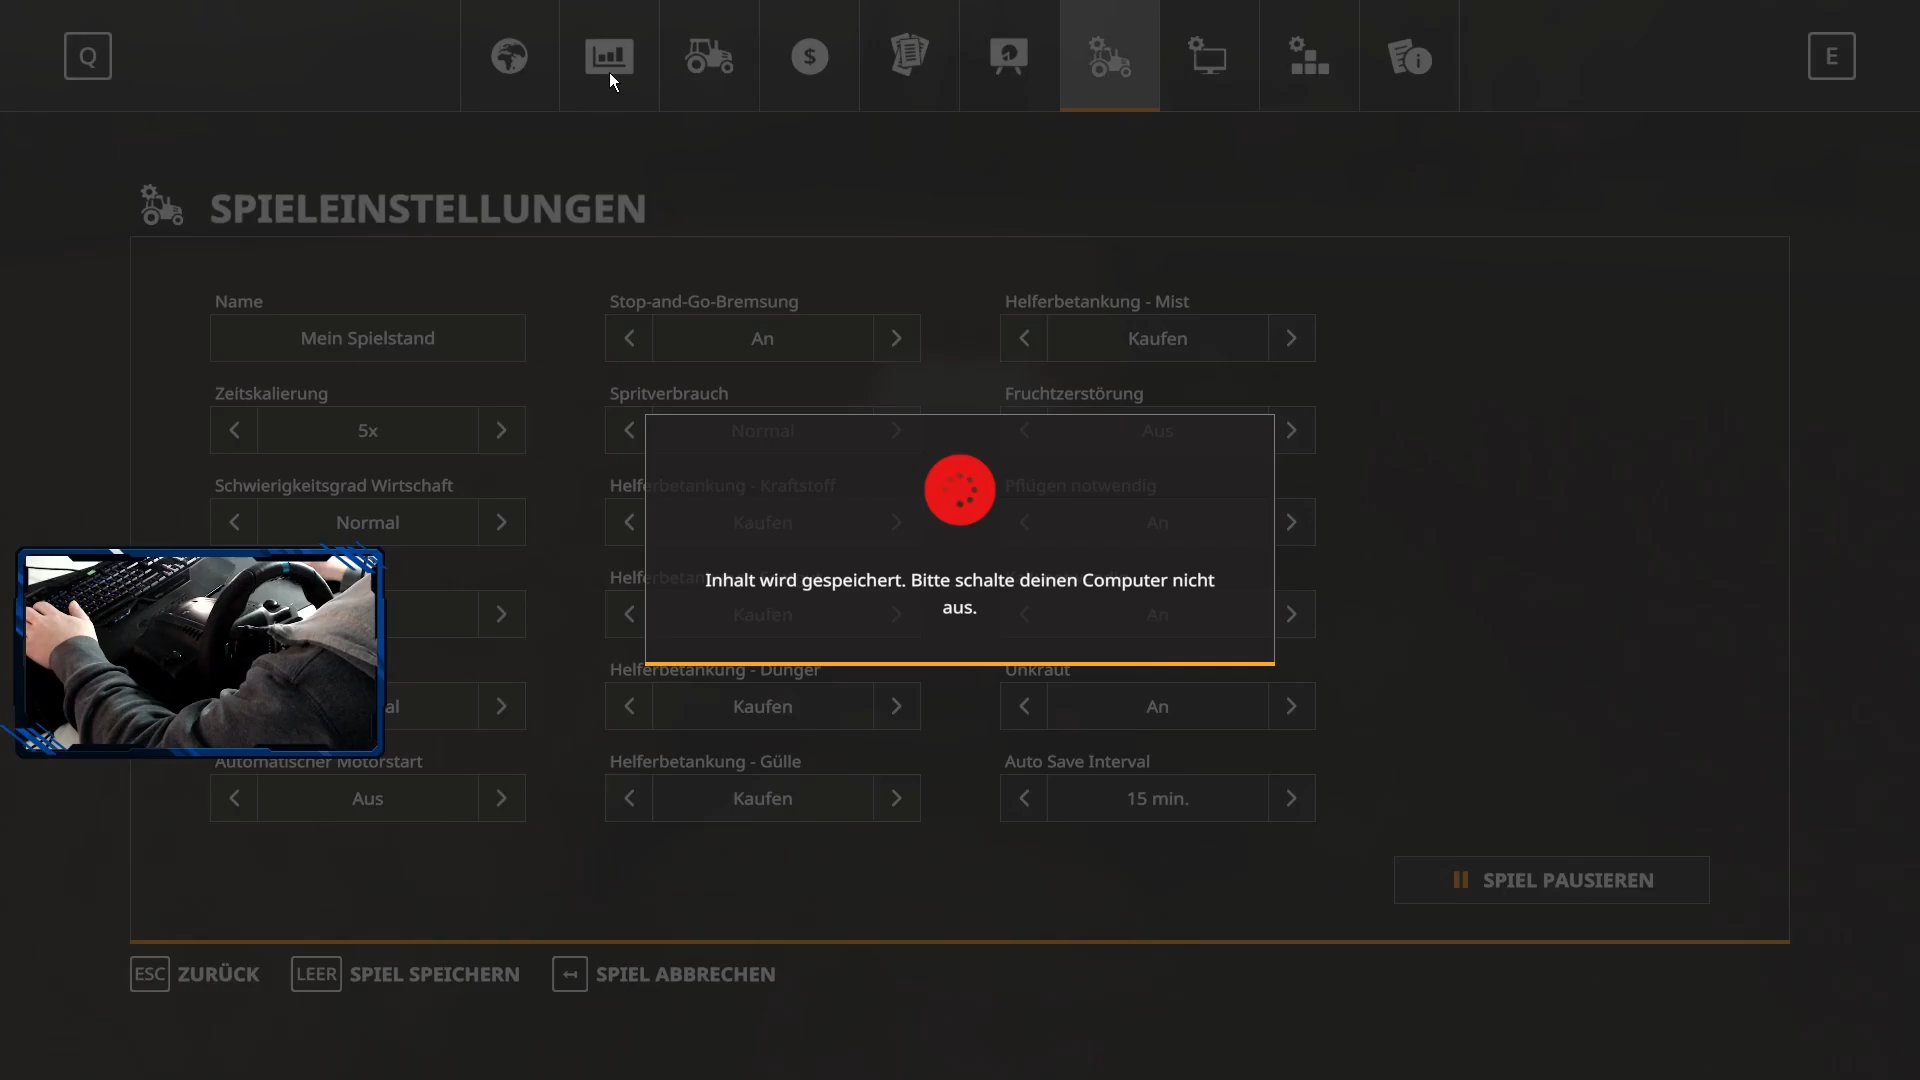 Q
E
SPIELEINSTELLUNGEN
Name
Mein Spielstand
Zeitskalierung
5x
Schwierigkeitsgrad Wirtschaft
Normal
al
Automatischer Motorstart
Aus
Stop-and-Go-Bremsung
An
Spritverbrauch
Normal
Helferbetankung - Kraftstoff
Kaufen
Kaufen
Helferbetankung - Dünger
Kaufen
Helferbetankung - Gülle
Kaufen
Helferbetankung - Mist
Kaufen
Fruchtzerstörung
Aus
Pflügen notwendig
An
An
Unkraut
An
Auto Save Interval
15 min.
Inhalt wird gespeichert. Bitte schalte deinen Computer nicht
aus.
SPIEL PAUSIEREN
ESC ZURÜCK LEER SPIEL SPEICHERN SPIEL ABBRECHEN